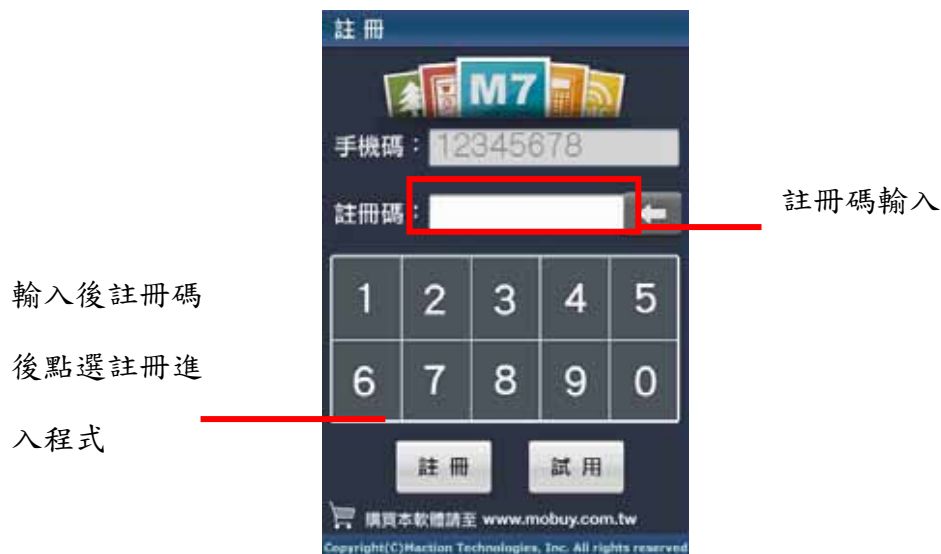 註 冊
M7
手機碼：12345678
註冊碼：
註冊碼輸入
輸入後註冊碼
後點選註冊進
入程式
1 2 3 4 5
6 7 8 9 0
註 冊 試 用
購買本軟體請至 www.mobuy.com.tw
Copyright(C)Maction Technologies, Inc. All rights reserved